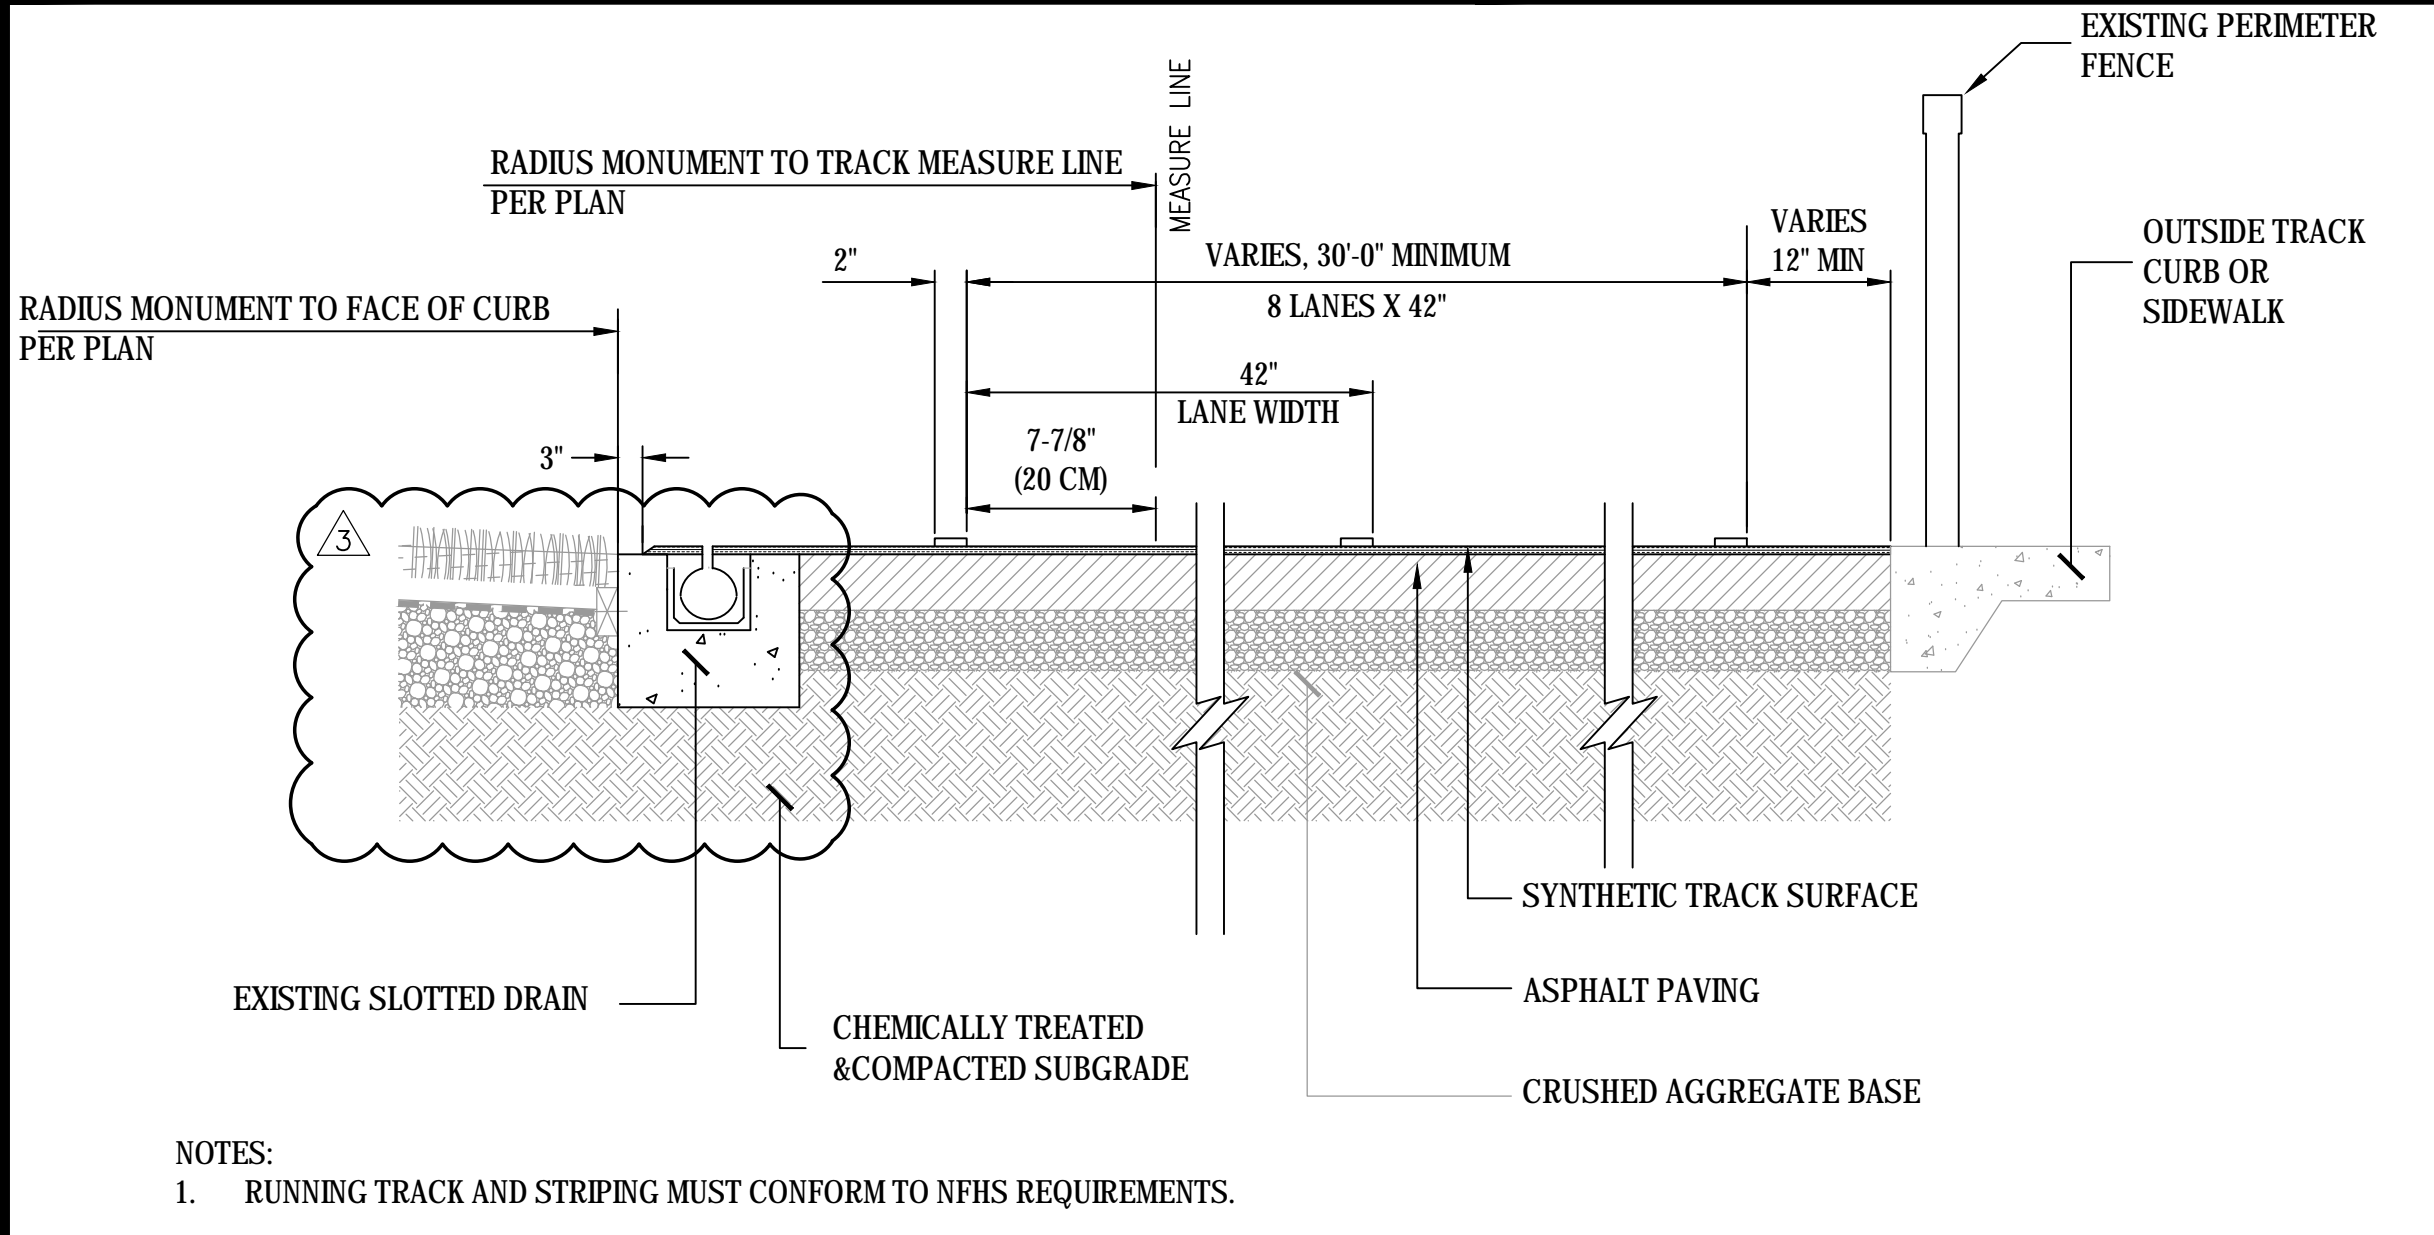 EXISTING PERIMETER
FENCE
MEASURE LINE
RADIUS MONUMENT TO TRACK MEASURE LINE
PER PLAN
VARIES
12" MIN
OUTSIDE TRACK
CURB OR
SIDEWALK
2"
VARIES, 30'-0" MINIMUM
8 LANES X 42"
RADIUS MONUMENT TO FACE OF CURB
PER PLAN
42"
LANE WIDTH
7-7/8"
(20 CM)
3"
3
SYNTHETIC TRACK SURFACE
ASPHALT PAVING
EXISTING SLOTTED DRAIN
CHEMICALLY TREATED
&COMPACTED SUBGRADE
CRUSHED AGGREGATE BASE
NOTES:
1. RUNNING TRACK AND STRIPING MUST CONFORM TO NFHS REQUIREMENTS.